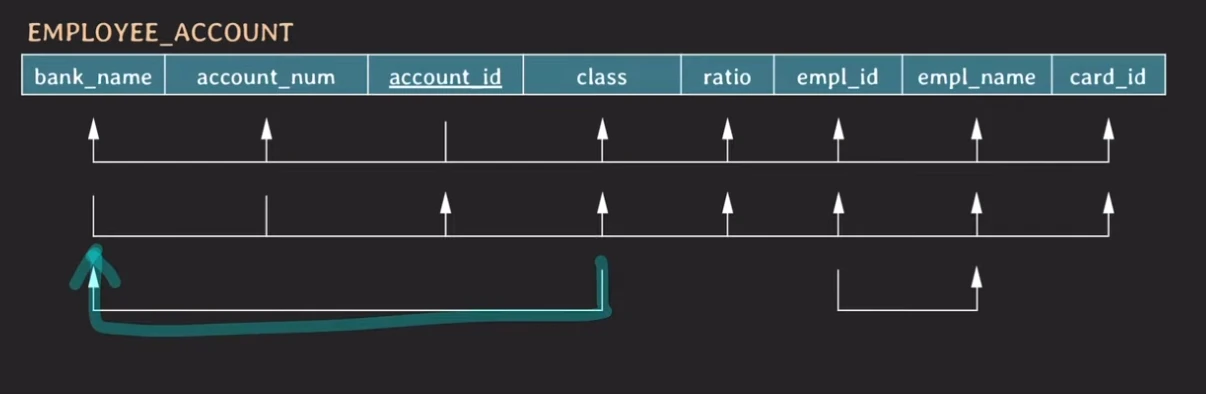 EMPLOYEE_ACCOUNT
bank_name account_num account_id class ratio empl_id empl_name card_id